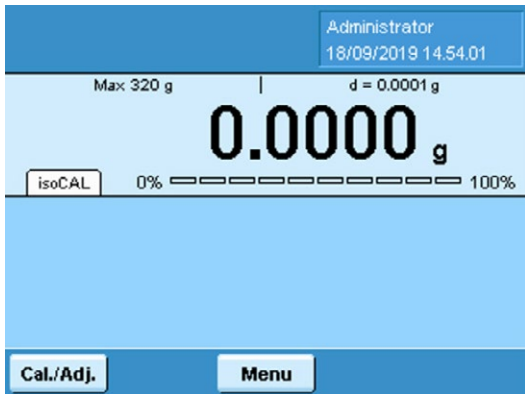 Administrator
18/09/2019 14.54.01
Max 320 g | d = 0.0001 g
0.0000 g
isoCAL 0% 100%
Cal./Adj. Menu